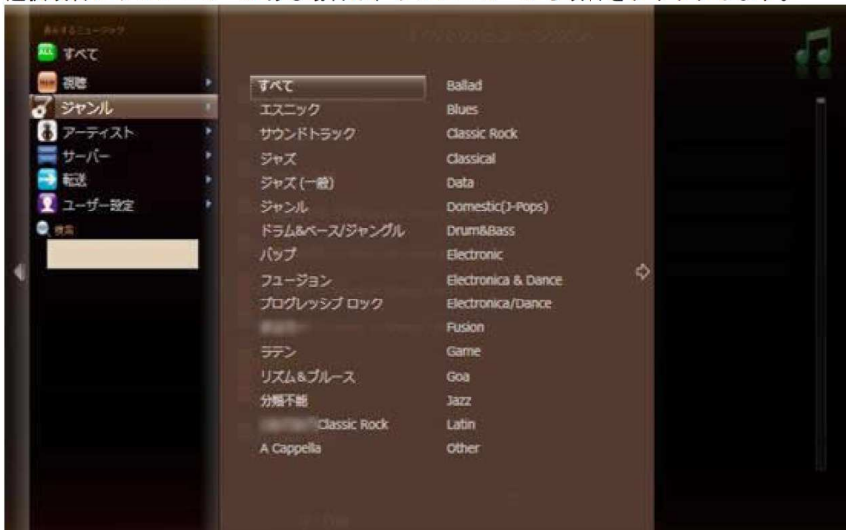 すべて
視聴
ジャンル
アーティスト
サーバー
転送
ユーザー設定
検索
すべて
エスニック
サウンドトラック
ジャズ
ジャズ (一般)
ジャンル
ドラム&ベース/ジャングル
バップ
フュージョン
プログレッシブ ロック
ラテン
リズム&ブルース
分類不能
Classic Rock
A Cappella
Ballad
Blues
Classic Rock
Classical
Data
Domestic(J-Pops)
Drum&Bass
Electronic
Electronica & Dance
Electronica/Dance
Fusion
Game
Goa
Jazz
Latin
Other